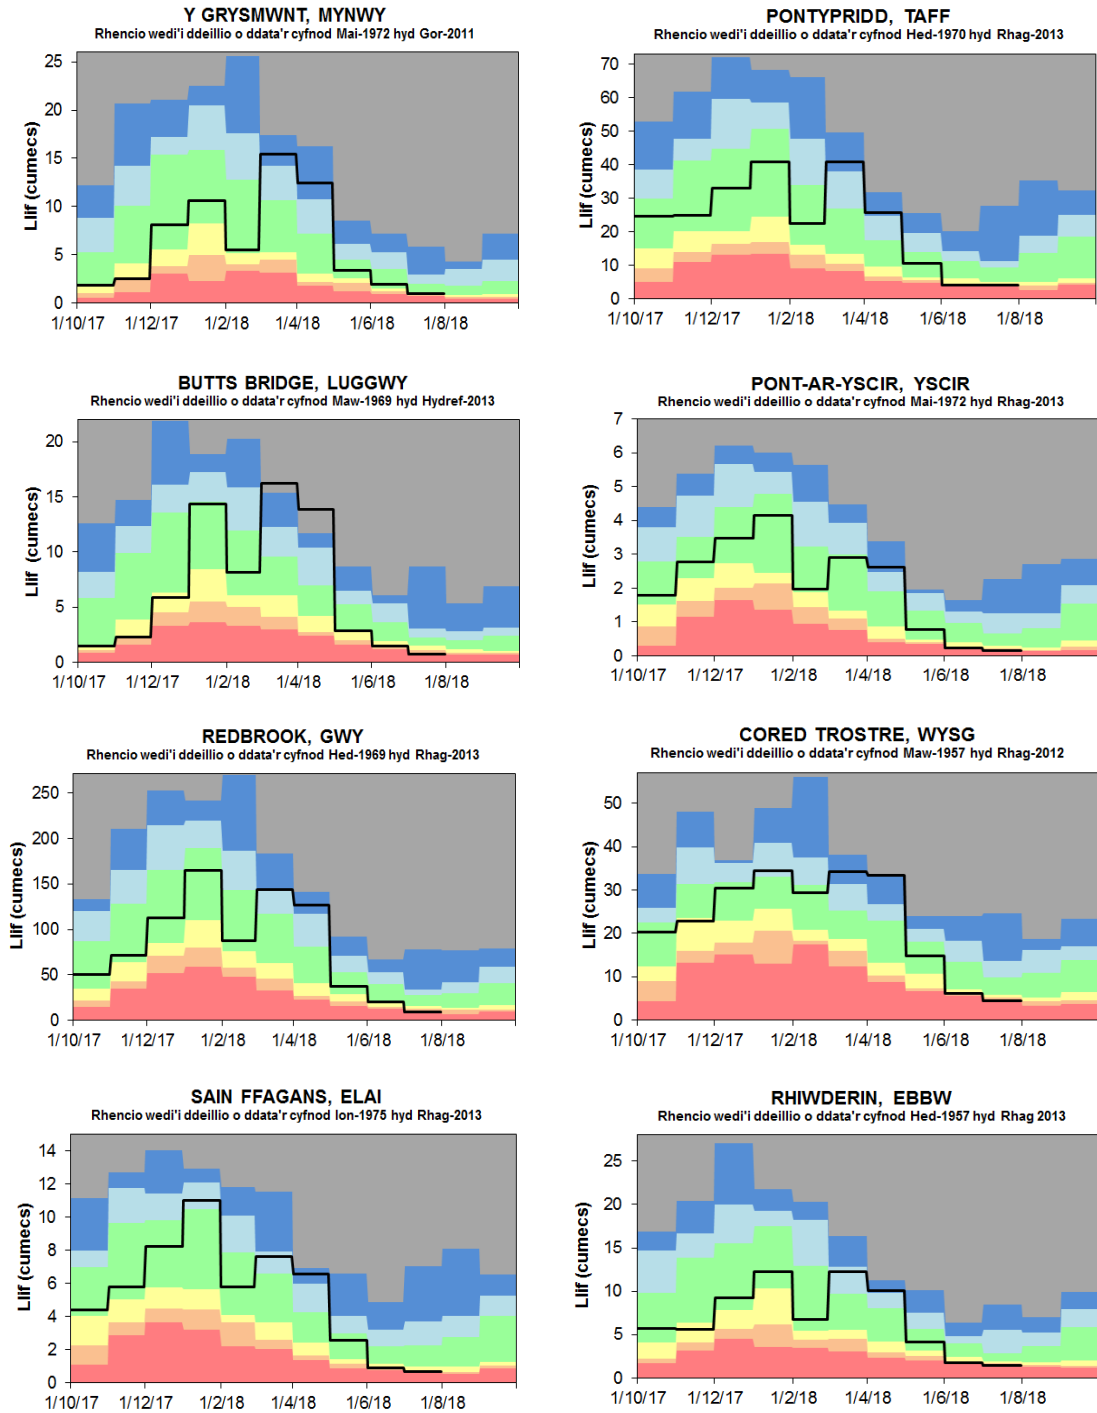 Y GRYSMWNT, MYNWY
Rhencio wedi'i ddeillio o ddata'r cyfnod Mai-1972 hyd Gor-2011
Llif (cumecs)
25
20
15
10
5
0
1/10/17 1/12/17 1/2/18 1/4/18 1/6/18 1/8/18
PONTYPRIDD, TAFF
Rhencio wedi'i ddeillio o ddata'r cyfnod Hed-1970 hyd Rhag-2013
Llif (cumecs)
70
60
50
40
30
20
10
0
1/10/17 1/12/17 1/2/18 1/4/18 1/6/18 1/8/18
BUTTS BRIDGE, LUGGWY
Rhencio wedi'i ddeillio o ddata'r cyfnod Maw-1969 hyd Hydref-2013
Llif (cumecs)
20
15
10
5
0
1/10/17 1/12/17 1/2/18 1/4/18 1/6/18 1/8/18
PONT-AR-YSCIR, YSCIR
Rhencio wedi'i ddeillio o ddata'r cyfnod Mai-1972 hyd Rhag-2013
Llif (cumecs)
7
6
5
4
3
2
1
0
1/10/17 1/12/17 1/2/18 1/4/18 1/6/18 1/8/18
REDBROOK, GWY
Rhencio wedi'i ddeillio o ddata'r cyfnod Hed-1969 hyd Rhag-2013
Llif (cumecs)
250
200
150
100
50
0
1/10/17 1/12/17 1/2/18 1/4/18 1/6/18 1/8/18
CORED TROSTRE, WYSG
Rhencio wedi'i ddeillio o ddata'r cyfnod Maw-1957 hyd Rhag-2012
Llif (cumecs)
50
40
30
20
10
0
1/10/17 1/12/17 1/2/18 1/4/18 1/6/18 1/8/18
SAIN FFAGANS, ELAI
Rhencio wedi'i ddeillio o ddata'r cyfnod Ion-1975 hyd Rhag-2013
Llif (cumecs)
14
12
10
8
6
4
2
0
1/10/17 1/12/17 1/2/18 1/4/18 1/6/18 1/8/18
RHIWDERIN, EBBW
Rhencio wedi'i ddeillio o ddata'r cyfnod Hed-1957 hyd Rhag 2013
Llif (cumecs)
25
20
15
10
5
0
1/10/17 1/12/17 1/2/18 1/4/18 1/6/18 1/8/18